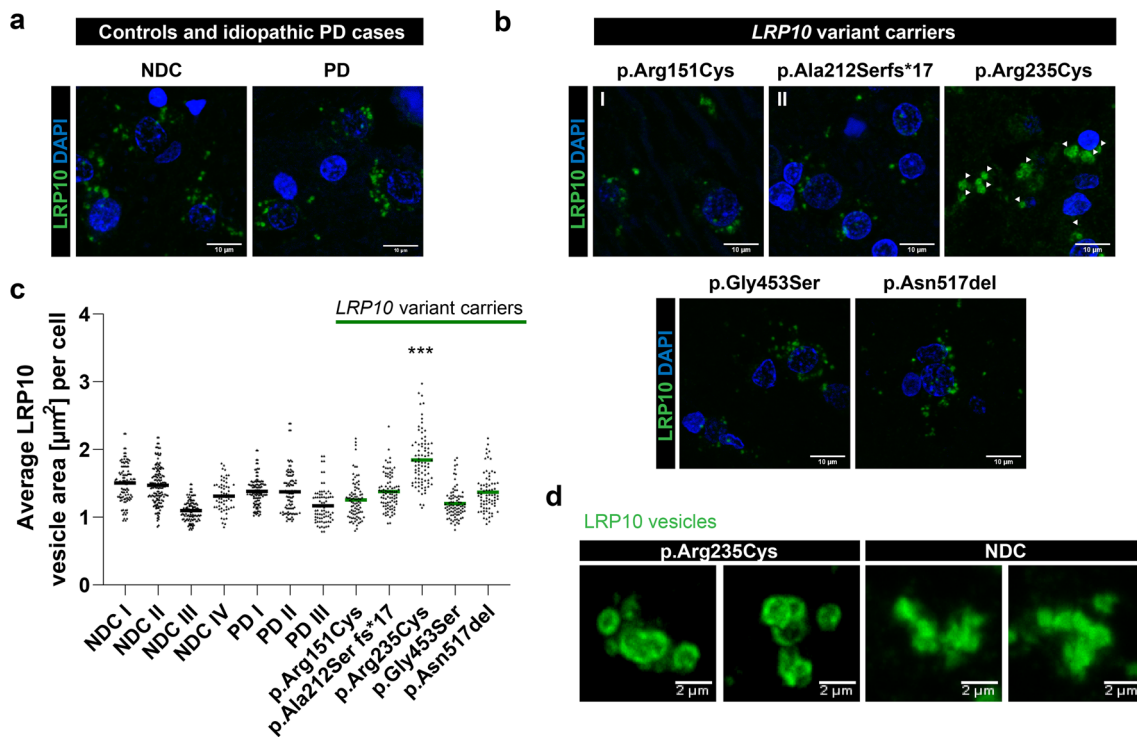 a
Controls and idiopathic PD cases
NDC
PD
LRP10 DAPI
10 µm
10 µm
b
LRP10 variant carriers
p.Arg151Cys
p.Ala212Serfs*17
p.Arg235Cys
LRP10 DAPI
I
II
10 µm
10 µm
10 µm
p.Gly453Ser
p.Asn517del
LRP10 DAPI
10 µm
10 µm
c
LRP10 variant carriers
Average LRP10
vesicle area [µm²] per cell
4
3
2
1
0
***
NDC I
NDC II
NDC III
NDC IV
PD I
PD II
PD III
p.Arg151Cys
p.Ala212Ser fs*17
p.Arg235Cys
p.Gly453Ser
p.Asn517del
d
LRP10 vesicles
p.Arg235Cys
NDC
2 µm
2 µm
2 µm
2 µm